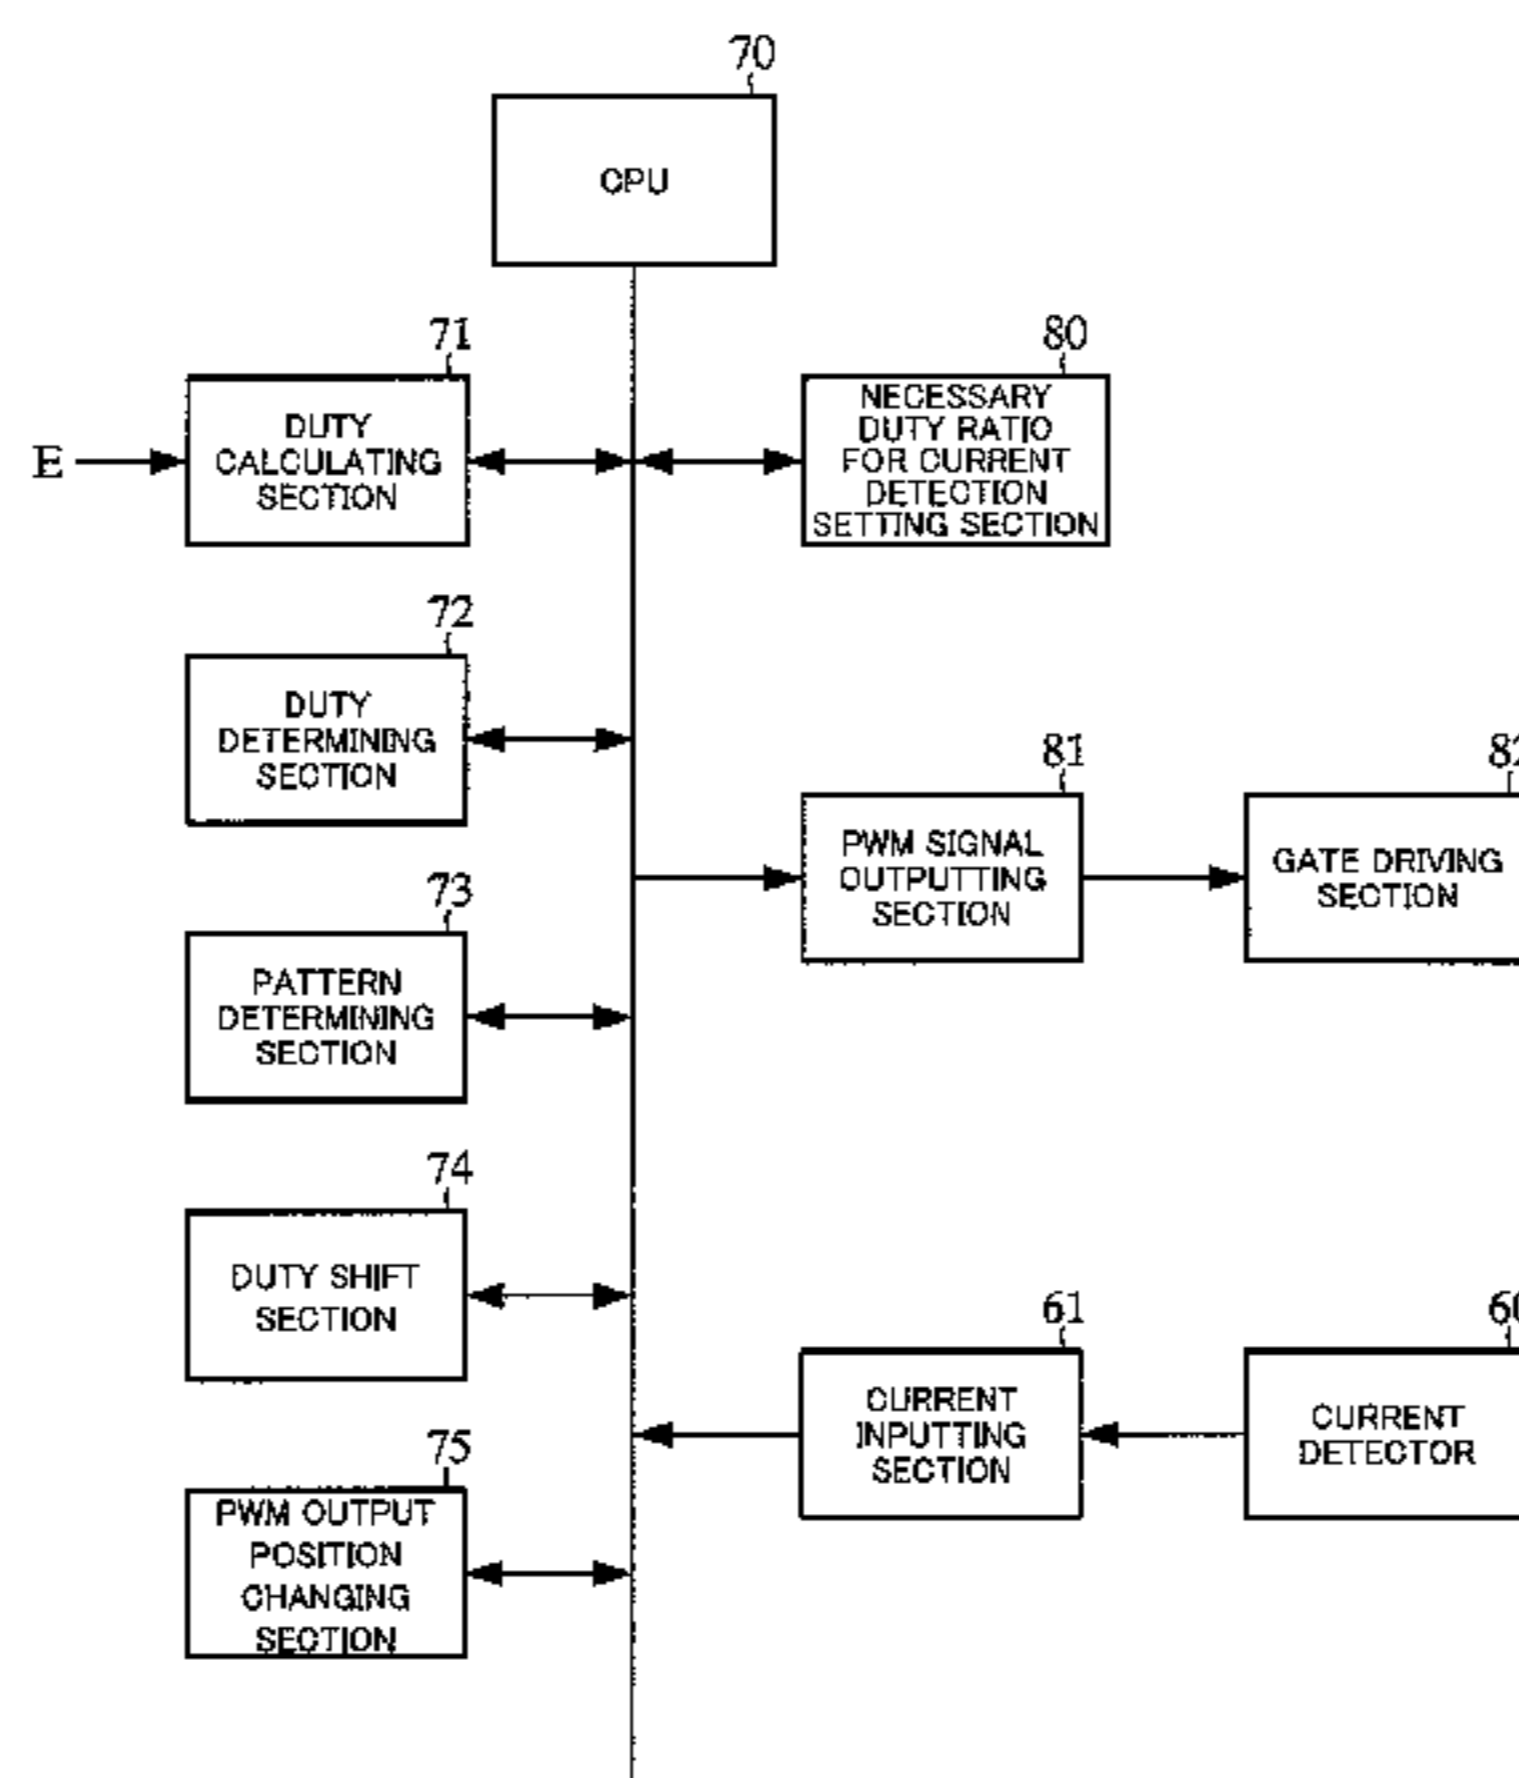 70
CPU
71
DUTY
CALCULATING
SECTION
E
80
NECESSARY
DUTY RATIO
FOR CURRENT
DETECTION
SETTING SECTION
72
DUTY
DETERMINING
SECTION
81
PWM SIGNAL
OUTPUTTING
SECTION
82
GATE DRIVING
SECTION
73
PATTERN
DETERMINING
SECTION
74
DUTY SHIFT
SECTION
61
CURRENT
INPUTTING
SECTION
60
CURRENT
DETECTOR
75
PWM OUTPUT
POSITION
CHANGING
SECTION